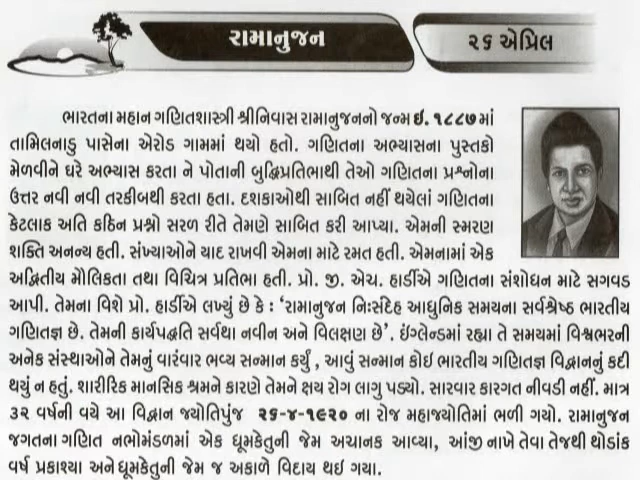 રામાનુજન
૨૬ એપ્રિલ
ભારતના મહાન ગણિતશાસ્ત્રી શ્રીનિવાસ રામાનુજનનો જન્મ ઇ. ૧૮૮૭માં
તામિલનાડુ પાસેના એરોડ ગામમાં થયો હતો. ગણિતના અભ્યાસના પુસ્તકો
મેળવીને ઘરે અભ્યાસ કરતા ને પોતાની બુદ્ધિપ્રતિભાથી તેઓ ગણિતના પ્રશ્નોના
ઉત્તર નવી નવી તરકીબથી કરતા હતા. દશકાઓથી સાબિત નહીં થયેલાં ગણિતના
કેટલાક અતિ કઠિન પ્રશ્નો સરળ રીતે તેમણે સાબિત કરી આપ્યા. એમની સ્મરણ
શક્તિ અનન્ય હતી. સંખ્યાઓને યાદ રાખવી એમના માટે રમત હતી. એમનામાં એક
અદ્વિતીય મૌલિકતા તથા વિચિત્ર પ્રતિભા હતી. પ્રો. જી. એચ. હાર્ડીએ ગણિતના સંશોધન માટે સગવડ
આપી. તેમના વિશે પ્રો. હાર્ડીએ લખ્યું છે કે : ‘રામાનુજન નિઃસંદેહ આધુનિક સમયના સર્વશ્રેષ્ઠ ભારતીય
ગણિતજ્ઞ છે. તેમની કાર્યપદ્ધતિ સર્વથા નવીન અને વિલક્ષણ છે’. ઇંગ્લેન્ડમાં રહ્યા તે સમયમાં વિશ્વભરની
અનેક સંસ્થાઓને તેમનું વારંવાર ભવ્ય સન્માન કર્યું , આવું સન્માન કોઇ ભારતીય ગણિતજ્ઞ વિદ્વાનનું કદી
થયું ન હતું. શારીરિક માનસિક શ્રમને કારણે તેમને ક્ષય રોગ લાગુ પડ્યો. સારવાર કારગત નીવડી નહીં. માત્ર
૩૨ વર્ષની વયે આ વિદ્વાન જ્યોતિપુંજ ૨૬-૪-૧૯૨૦ ના રોજ મહાજ્યોતિમાં ભળી ગયો. રામાનુજન
જગતના ગણિત નભોમંડળમાં એક ધૂમકેતુની જેમ અચાનક આવ્યા, આંજી નાખે તેવા તેજથી થોડાંક
વર્ષ પ્રકાશ્યા અને ધૂમકેતુની જેમ જ અકાળે વિદાય થઇ ગયા.